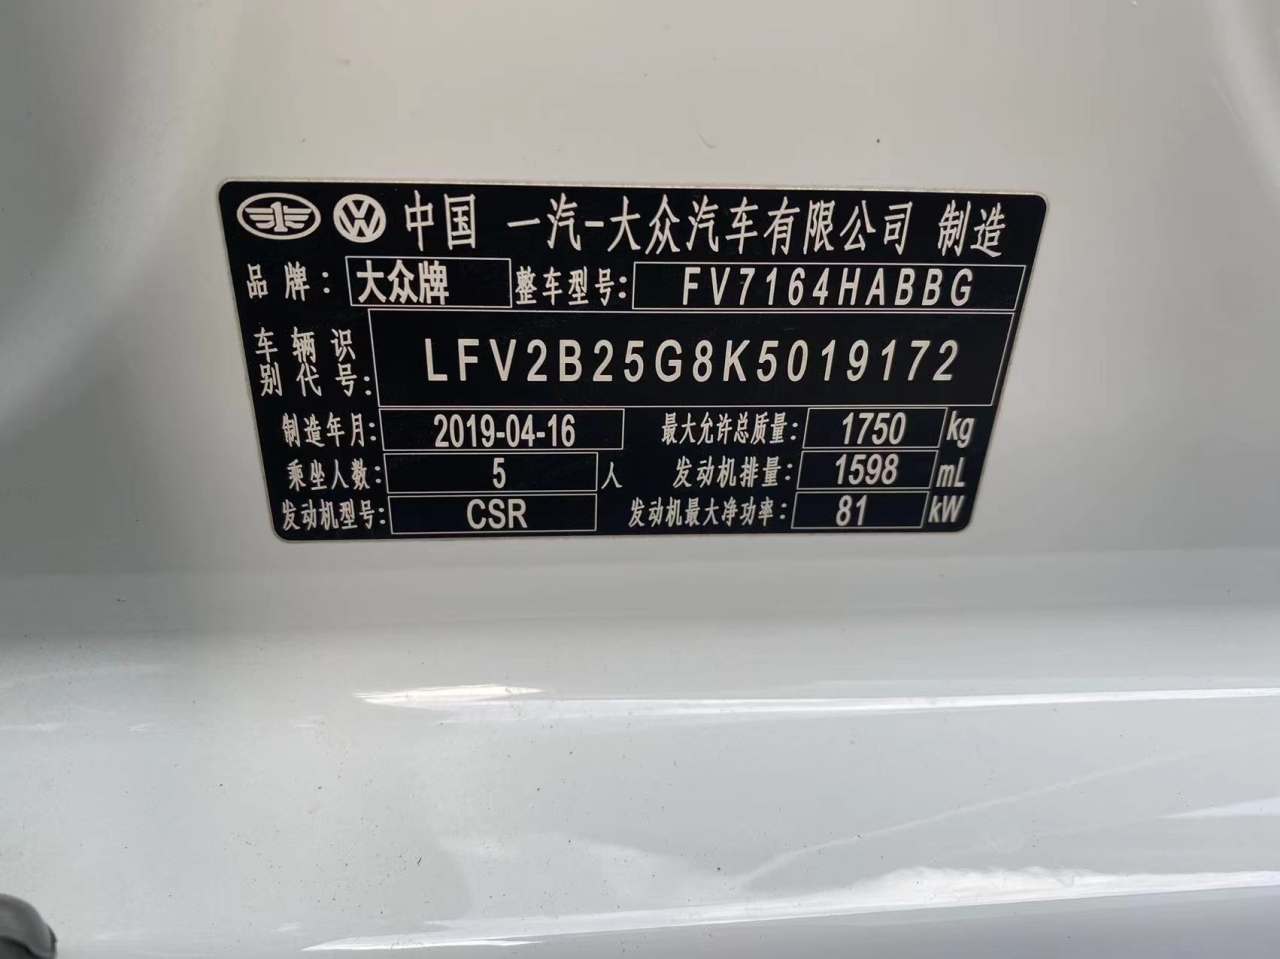 中国 一汽-大众汽车有限公司 制造
品牌: 大众牌 整车型号: FV7164HABBG
车辆识别代号: LFV2B25G8K5019172
制造年月: 2019-04-16 最大允许总质量: 1750 kg
乘坐人数: 5 人 发动机排量: 1598 mL
发动机型号: CSR 发动机最大净功率: 81 kW